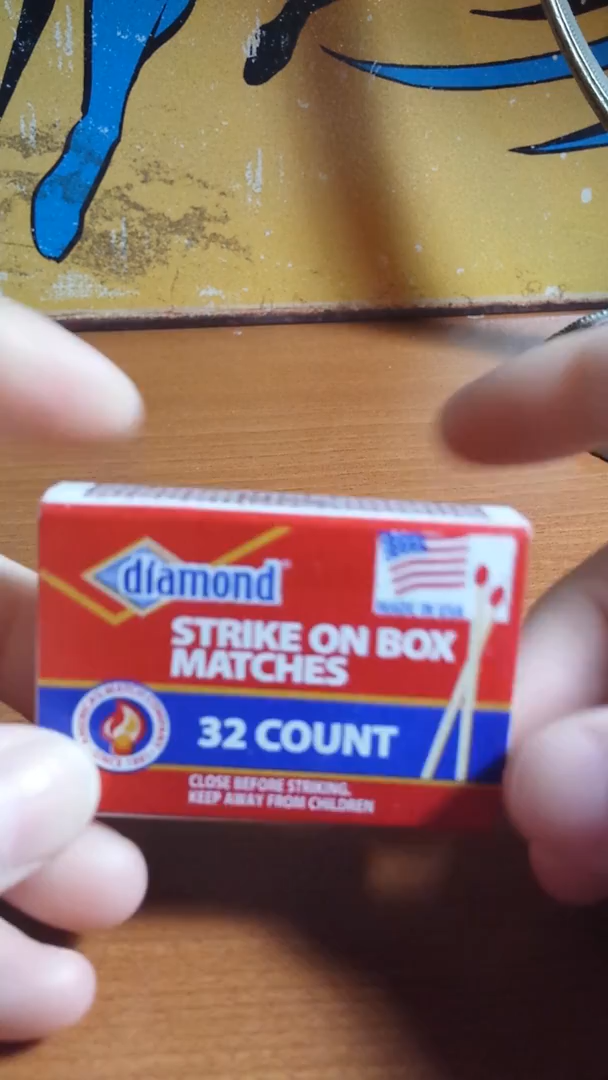 diamond
MADE IN USA
STRIKE ON BOX
MATCHES
32 COUNT
CLOSE BEFORE STRIKING.
KEEP AWAY FROM CHILDREN